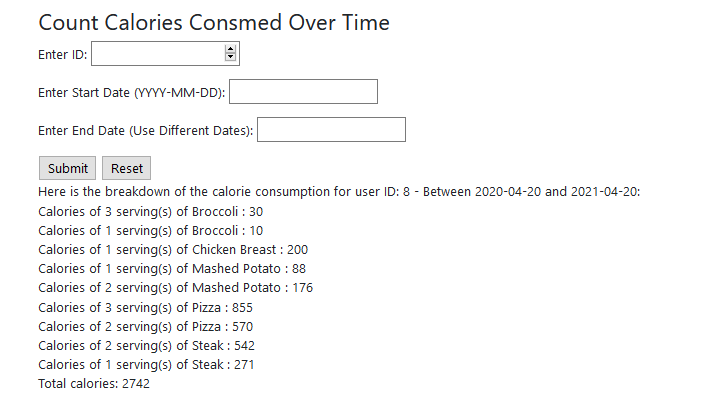 Count Calories Consmed Over Time
Enter ID:
Enter Start Date (YYYY-MM-DD):
Enter End Date (Use Different Dates):
Submit Reset
Here is the breakdown of the calorie consumption for user ID: 8 - Between 2020-04-20 and 2021-04-20:
Calories of 3 serving(s) of Broccoli : 30
Calories of 1 serving(s) of Broccoli : 10
Calories of 1 serving(s) of Chicken Breast : 200
Calories of 1 serving(s) of Mashed Potato : 88
Calories of 2 serving(s) of Mashed Potato : 176
Calories of 3 serving(s) of Pizza : 855
Calories of 2 serving(s) of Pizza : 570
Calories of 2 serving(s) of Steak : 542
Calories of 1 serving(s) of Steak : 271
Total calories: 2742